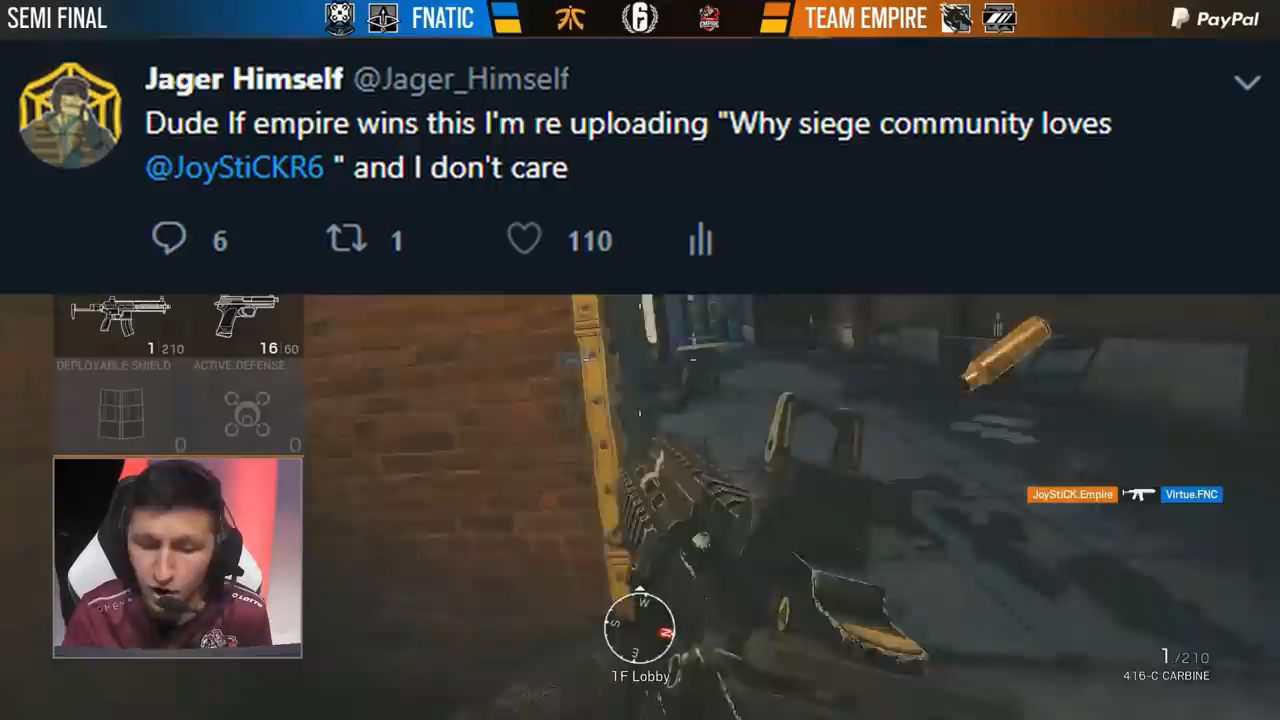 SEMI FINAL
FNATIC
6
TEAM EMPIRE
PayPal
Jager Himself @Jager_Himself
Dude If empire wins this I'm re uploading "Why siege community loves
@JoyStiCKR6 " and I don't care
6 1 110
1|210 16|60
DEPLOYABLE SHIELD ACTIVE DEFENSE
0 0
JoyStICK.Empire Virtue.FNC
W
S N
E
1F Lobby
1/210
416-C CARBINE